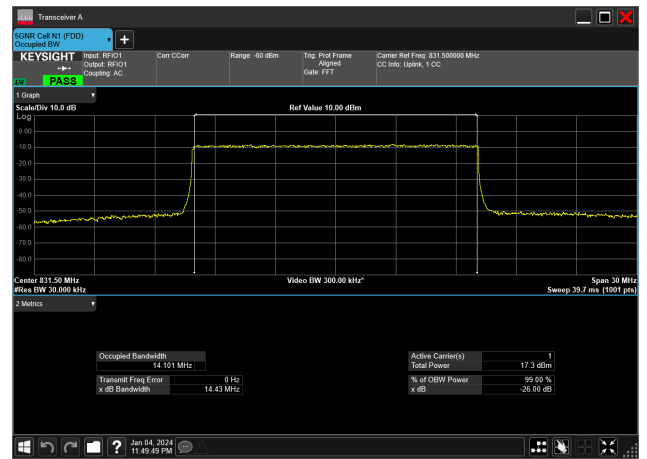 Transceiver A
5GNR Cell N1 (FDD)
Occupied BW
KEYSIGHT
LW PASS
Input: RFIO1
Output: RFIO1
Coupling: AC
Corr CCorr
Range: -60 dBm
Trig: Prot Frame
Aligned
Gate: FFT
Carrier Ref Freq: 831.500000 MHz
CC Info: Uplink, 1 CC
1 Graph
Scale/Div 10.0 dB
Ref Value 10.00 dBm
Log
0.00
-10.0
-20.0
-30.0
-40.0
-50.0
-60.0
-70.0
-80.0
Center 831.50 MHz
Video BW 300.00 kHz*
Span 30 MHz
#Res BW 30.000 kHz
Sweep 39.7 ms (1001 pts)
2 Metrics
Occupied Bandwidth
14.101 MHz
Active Carrier(s) 1
Total Power 17.3 dBm
Transmit Freq Error 0 Hz
x dB Bandwidth 14.43 MHz
% of OBW Power 99.00 %
x dB -26.00 dB
Jan 04, 2024
11:49:49 PM